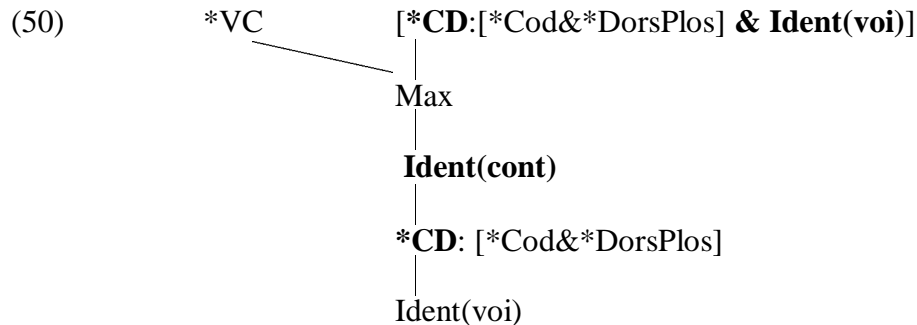 (50) *VC [*CD:[*Cod&*DorsPlos] & Ident(voi)]
Max
Ident(cont)
*CD: [*Cod&*DorsPlos]
Ident(voi)